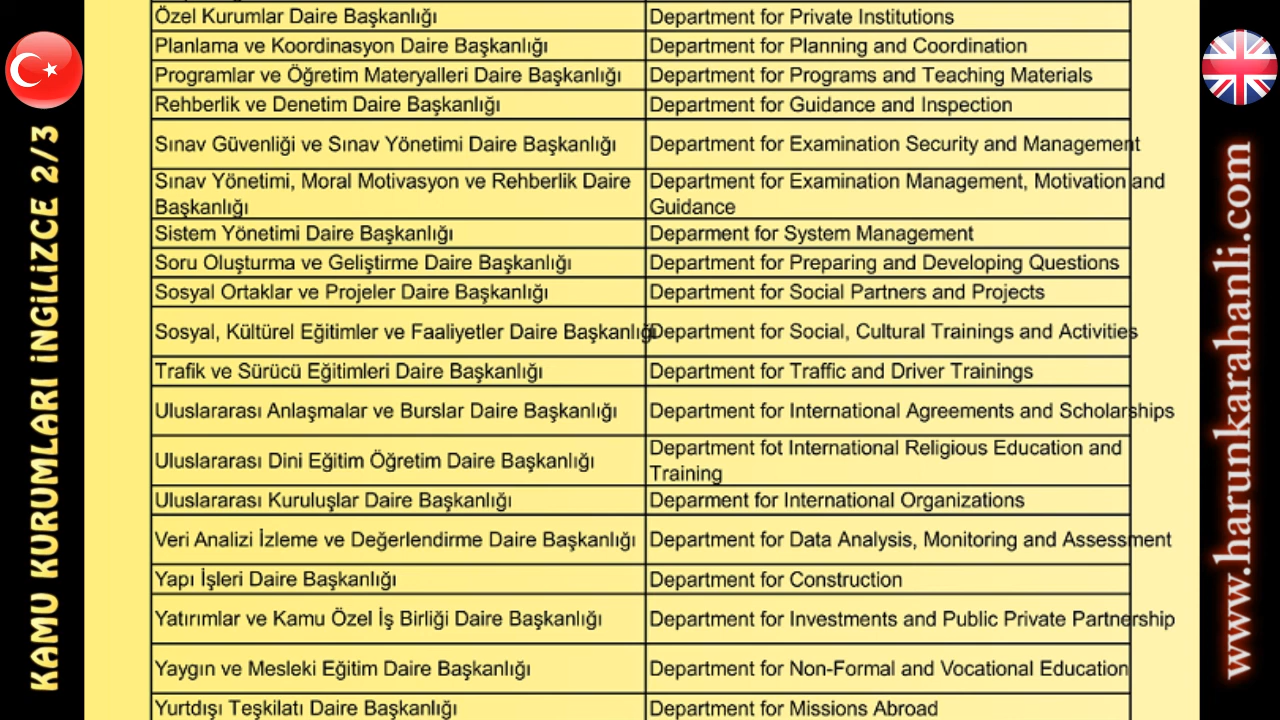 Özel Kurumlar Daire Başkanlığı Department for Private Institutions
Planlama ve Koordinasyon Daire Başkanlığı Department for Planning and Coordination
Programlar ve Öğretim Materyalleri Daire Başkanlığı Department for Programs and Teaching Materials
Rehberlik ve Denetim Daire Başkanlığı Department for Guidance and Inspection
Sınav Güvenliği ve Sınav Yönetimi Daire Başkanlığı Department for Examination Security and Management
Sınav Yönetimi, Moral Motivasyon ve Rehberlik Daire
Başkanlığı
Department for Examination Management, Motivation and
Guidance
Sistem Yönetimi Daire Başkanlığı Deparment for System Management
Soru Oluşturma ve Geliştirme Daire Başkanlığı Department for Preparing and Developing Questions
Sosyal Ortaklar ve Projeler Daire Başkanlığı Department for Social Partners and Projects
Sosyal, Kültürel Eğitimler ve Faaliyetler Daire Başkanlığı Department for Social, Cultural Trainings and Activities
Trafik ve Sürücü Eğitimleri Daire Başkanlığı Department for Traffic and Driver Trainings
Uluslararası Anlaşmalar ve Burslar Daire Başkanlığı Department for International Agreements and Scholarships
Uluslararası Dini Eğitim Öğretim Daire Başkanlığı
Department fot International Religious Education and
Training
Uluslararası Kuruluşlar Daire Başkanlığı Deparment for International Organizations
Veri Analizi İzleme ve Değerlendirme Daire Başkanlığı Department for Data Analysis, Monitoring and Assessment
Yapı İşleri Daire Başkanlığı Department for Construction
Yatırımlar ve Kamu Özel İş Birliği Daire Başkanlığı Department for Investments and Public Private Partnership
Yaygın ve Mesleki Eğitim Daire Başkanlığı Department for Non-Formal and Vocational Education
Yurtdışı Teşkilatı Daire Başkanlığı Department for Missions Abroad
KAMU KURUMLARI İNGİLİZCE 2/3
www.harunkarahanli.com